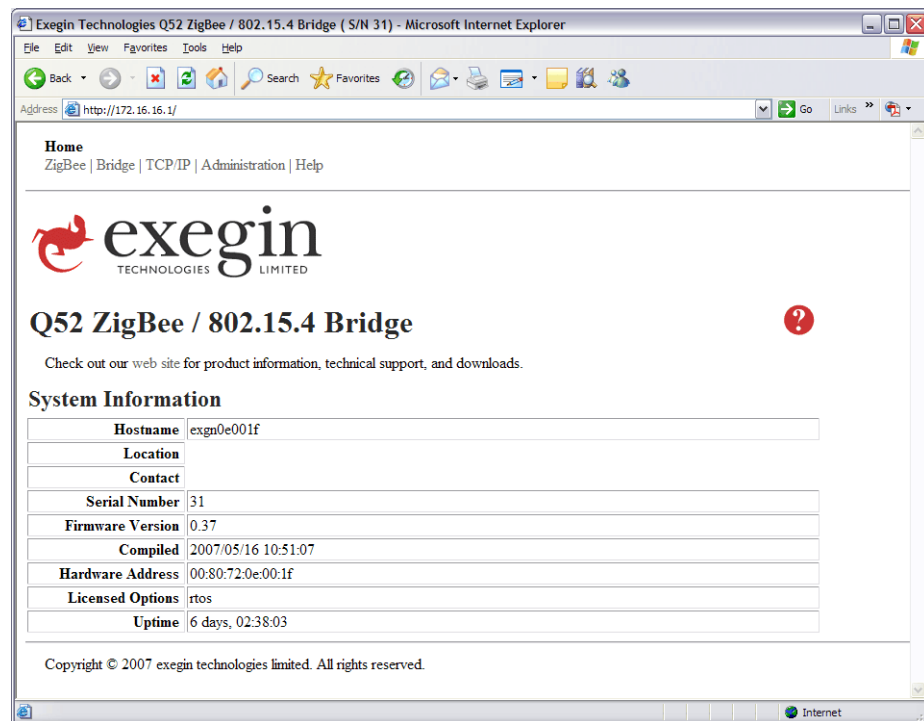 Exegin Technologies Q52 ZigBee / 802.15.4 Bridge ( S/N 31) - Microsoft Internet Explorer
File Edit View Favorites Tools Help
Back Search Favorites
Address http://172.16.16.1/ Go Links »
Home
ZigBee | Bridge | TCP/IP | Administration | Help
exegin
TECHNOLOGIES LIMITED
Q52 ZigBee / 802.15.4 Bridge ?
Check out our web site for product information, technical support, and downloads.
System Information
Hostname exgn0e001f
Location
Contact
Serial Number 31
Firmware Version 0.37
Compiled 2007/05/16 10:51:07
Hardware Address 00:80:72:0e:00:1f
Licensed Options rtos
Uptime 6 days, 02:38:03
Copyright © 2007 exegin technologies limited. All rights reserved.
Internet